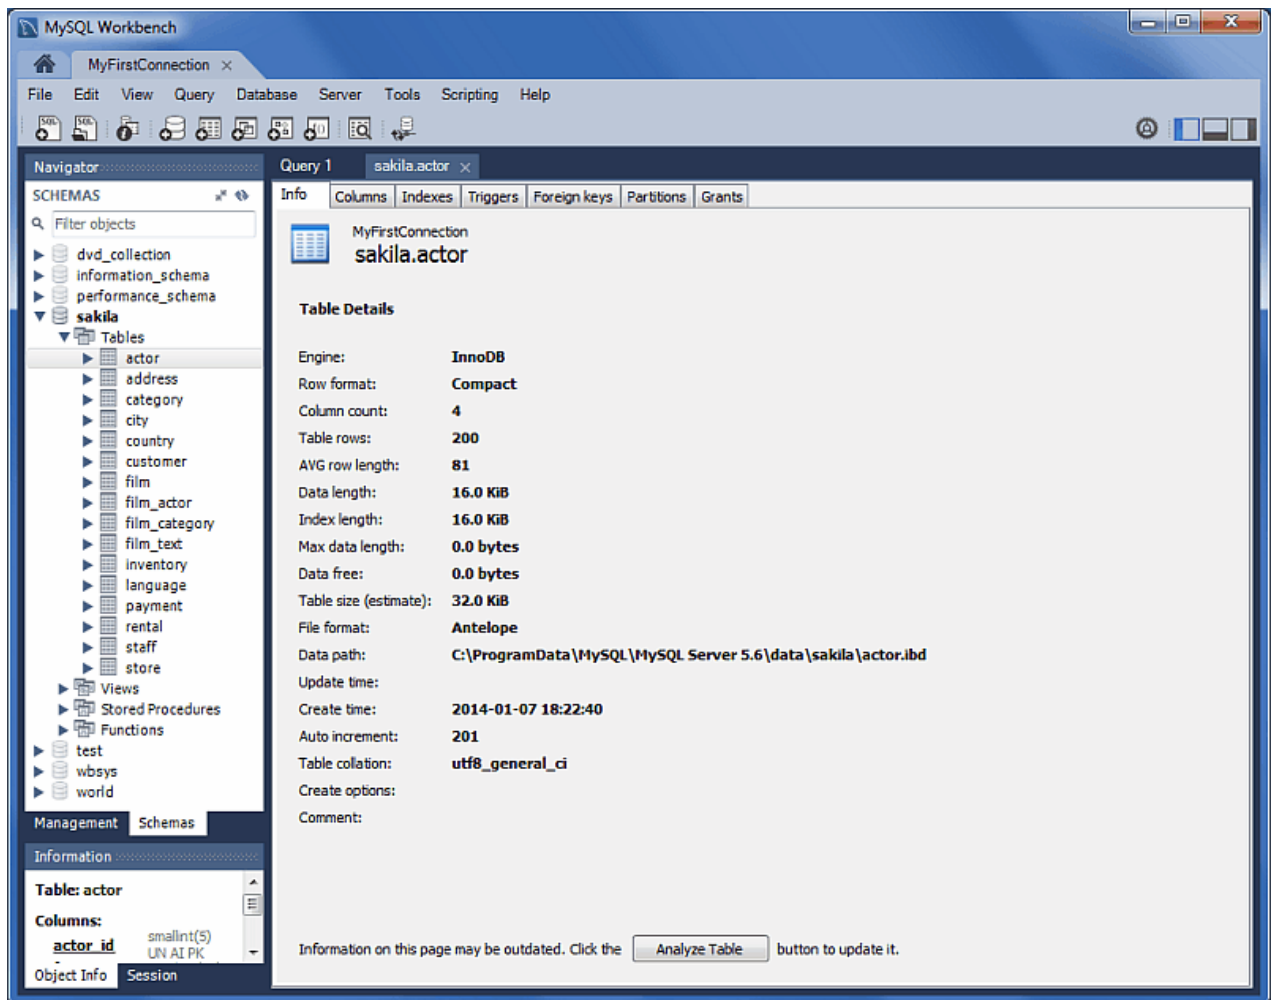 MySQL Workbench
MyFirstConnection
File Edit View Query Database Server Tools Scripting Help
Navigator
SCHEMAS
Filter objects
dvd_collection
information_schema
performance_schema
sakila
Tables
actor
address
category
city
country
customer
film
film_actor
film_category
film_text
inventory
language
payment
rental
staff
store
Views
Stored Procedures
Functions
test
wbsys
world
Management Schemas
Information
Table: actor
Columns:
actor_id smallint(5)
UN AI PK
Object Info Session
Query 1 sakila.actor
Info Columns Indexes Triggers Foreign keys Partitions Grants
MyFirstConnection
sakila.actor
Table Details
Engine: InnoDB
Row format: Compact
Column count: 4
Table rows: 200
AVG row length: 81
Data length: 16.0 KiB
Index length: 16.0 KiB
Max data length: 0.0 bytes
Data free: 0.0 bytes
Table size (estimate): 32.0 KiB
File format: Antelope
Data path: C:\ProgramData\MySQL\MySQL Server 5.6\data\sakila\actor.ibd
Update time:
Create time: 2014-01-07 18:22:40
Auto increment: 201
Table collation: utf8_general_ci
Create options:
Comment:
Information on this page may be outdated. Click the Analyze Table button to update it.